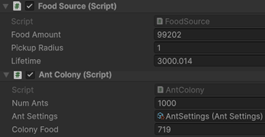 Food Source (Script)
Script FoodSource
Food Amount 99202
Pickup Radius 1
Lifetime 3000.014
Ant Colony (Script)
Script AntColony
Num Ants 1000
Ant Settings AntSettings (Ant Settings)
Colony Food 719